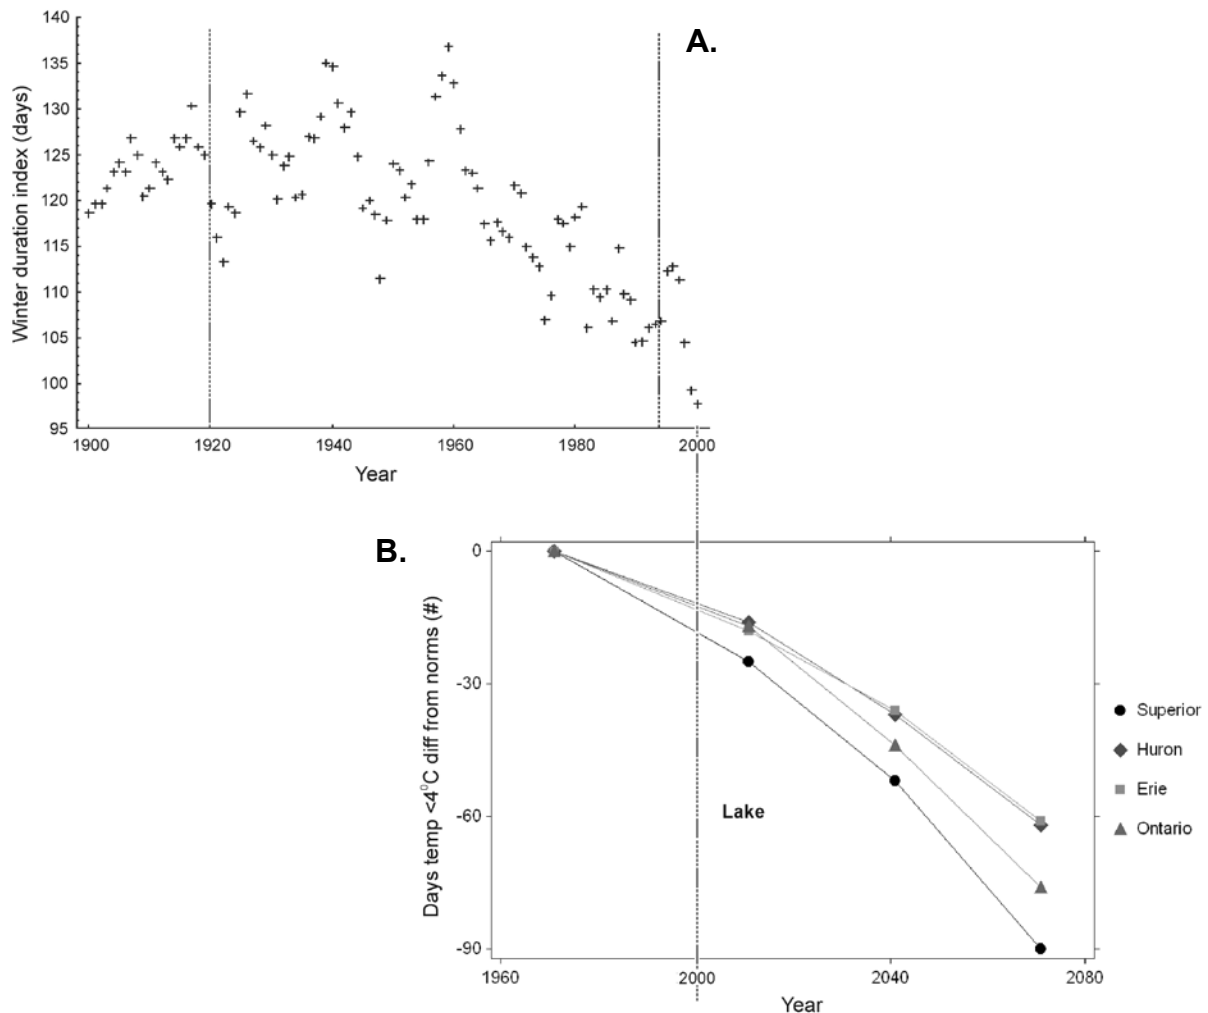 A.
140
135
130
125
120
115
110
105
100
95
Winter duration index (days)
1900 1920 1940 1960 1980 2000
Year
B.
0
-30
-60
-90
Days temp <4⁰C diff from norms (#)
Lake
Superior
Huron
Erie
Ontario
1960 2000 2040 2080
Year